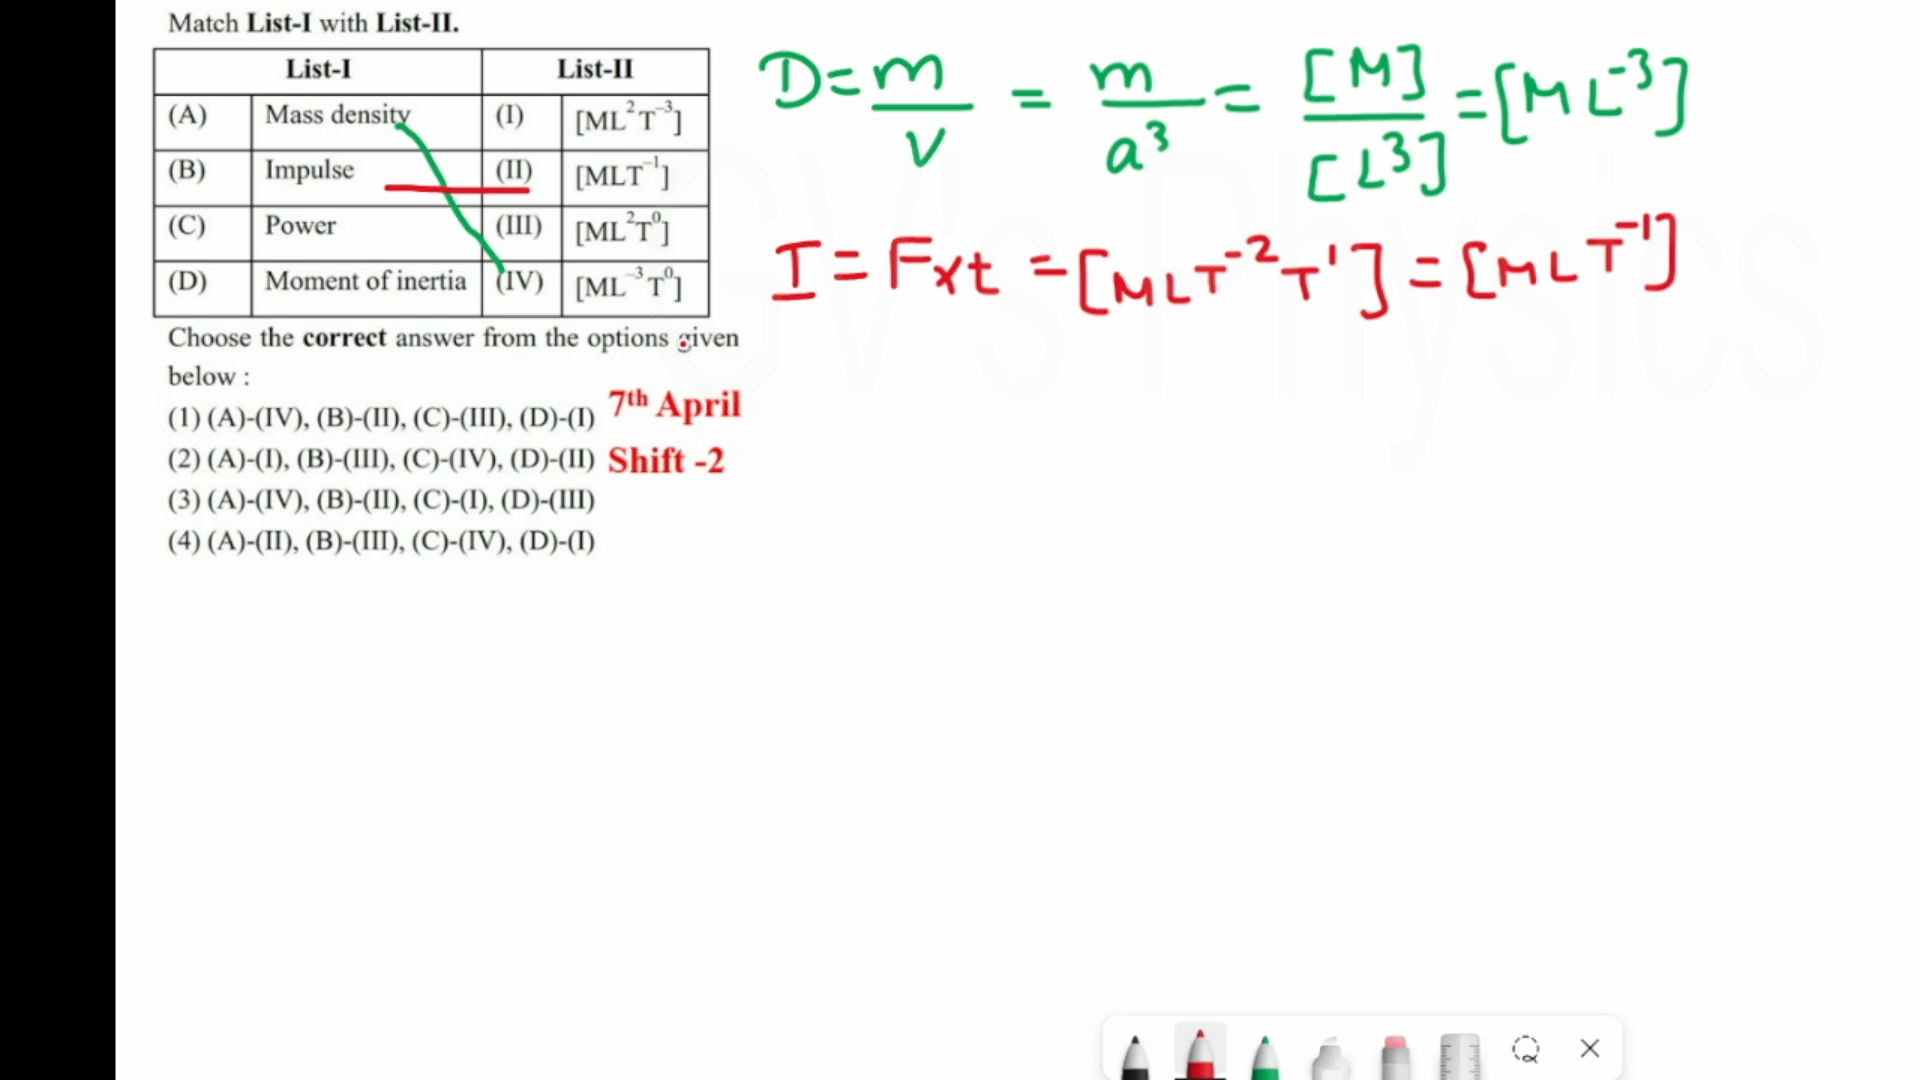 Match List-I with List-II.
List-I List-II
(A) Mass density (I) [ML²T⁻³]
(B) Impulse (II) [MLT⁻¹]
(C) Power (III) [ML²T⁰]
(D) Moment of inertia (IV) [ML⁻³T⁰]
Choose the correct answer from the options given
below :
(1) (A)-(IV), (B)-(II), (C)-(III), (D)-(I)
(2) (A)-(I), (B)-(III), (C)-(IV), (D)-(II)
(3) (A)-(IV), (B)-(II), (C)-(I), (D)-(III)
(4) (A)-(II), (B)-(III), (C)-(IV), (D)-(I)
7th April
Shift -2
D = m/v = m/a³ = [M]/[L³] = [ML⁻³]
I = F×t = [MLT⁻²T¹] = [MLT⁻¹]
GV's Physics